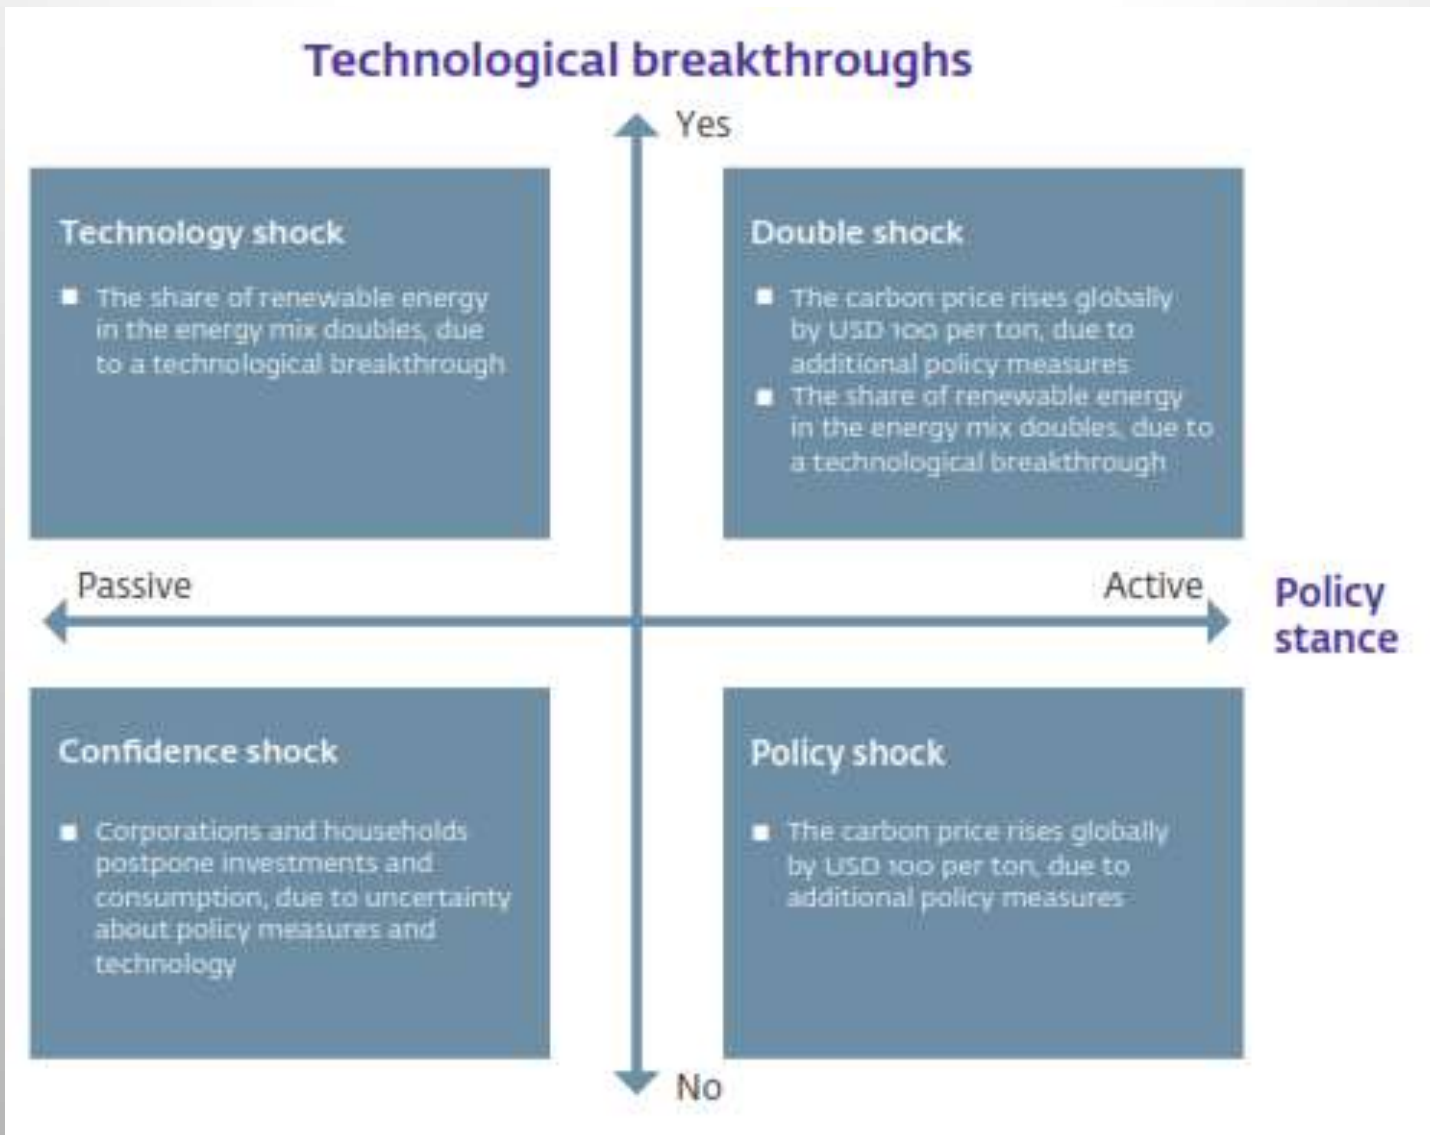 Technological breakthroughs
Yes
Technology shock
The share of renewable energy
in the energy mix doubles, due
to a technological breakthrough
Double shock
The carbon price rises globally
by USD 100 per ton, due to
additional policy measures
The share of renewable energy
in the energy mix doubles, due to
a technological breakthrough
Passive
Active
Policy
stance
Confidence shock
Corporations and households
postpone investments and
consumption, due to uncertainty
about policy measures and
technology
Policy shock
The carbon price rises globally
by USD 100 per ton, due to
additional policy measures
No